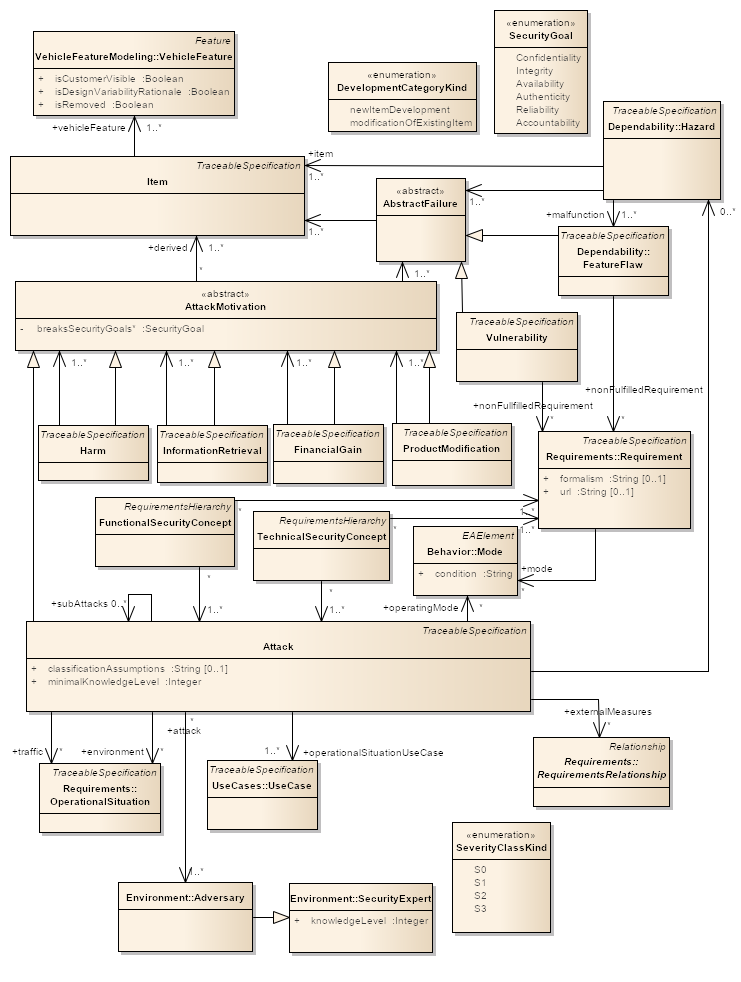 «enumeration»
SecurityGoal
Confidentiality
Integrity
Availability
Authenticity
Reliability
Accountability
Feature
VehicleFeatureModeling::VehicleFeature
+ isCustomerVisible :Boolean
+ isDesignVariabilityRationale :Boolean
+ isRemoved :Boolean
«enumeration»
DevelopmentCategoryKind
newItemDevelopment
modificationOfExistingItem
TraceableSpecification
Dependability::Hazard
+vehicleFeature 1..*
+item
1..*
TraceableSpecification
Item
«abstract»
AbstractFailure
1..*
1..*
+malfunction 1..*
0..*
TraceableSpecification
Dependability::
FeatureFlaw
+derived
*
1..*
«abstract»
AttackMotivation
- breaksSecurityGoals* :SecurityGoal
TraceableSpecification
Vulnerability
1..*
1..*
1..*
1..*
+nonFulfilledRequirement
*
+nonFullfilledRequirement
*
TraceableSpecification
Harm
TraceableSpecification
InformationRetrieval
TraceableSpecification
FinancialGain
TraceableSpecification
ProductModification
TraceableSpecification
Requirements::Requirement
+ formalism :String [0..1]
+ url :String [0..1]
RequirementsHierarchy
FunctionalSecurityConcept
*
1..*
RequirementsHierarchy
TechnicalSecurityConcept
*
1..*
EAElement
Behavior::Mode
+ condition :String
+mode
*
*
1..*
*
1..*
+subAttacks 0..*
+operatingMode *
TraceableSpecification
Attack
+ classificationAssumptions :String [0..1]
+ minimalKnowledgeLevel :Integer
+externalMeasures
*
*
+attack
+traffic *
+environment *
1..* +operationalSituationUseCase
Relationship
Requirements::
RequirementsRelationship
TraceableSpecification
Requirements::
OperationalSituation
TraceableSpecification
UseCases::UseCase
«enumeration»
SeverityClassKind
S0
S1
S2
S3
1..*
Environment::Adversary
Environment::SecurityExpert
+ knowledgeLevel :Integer